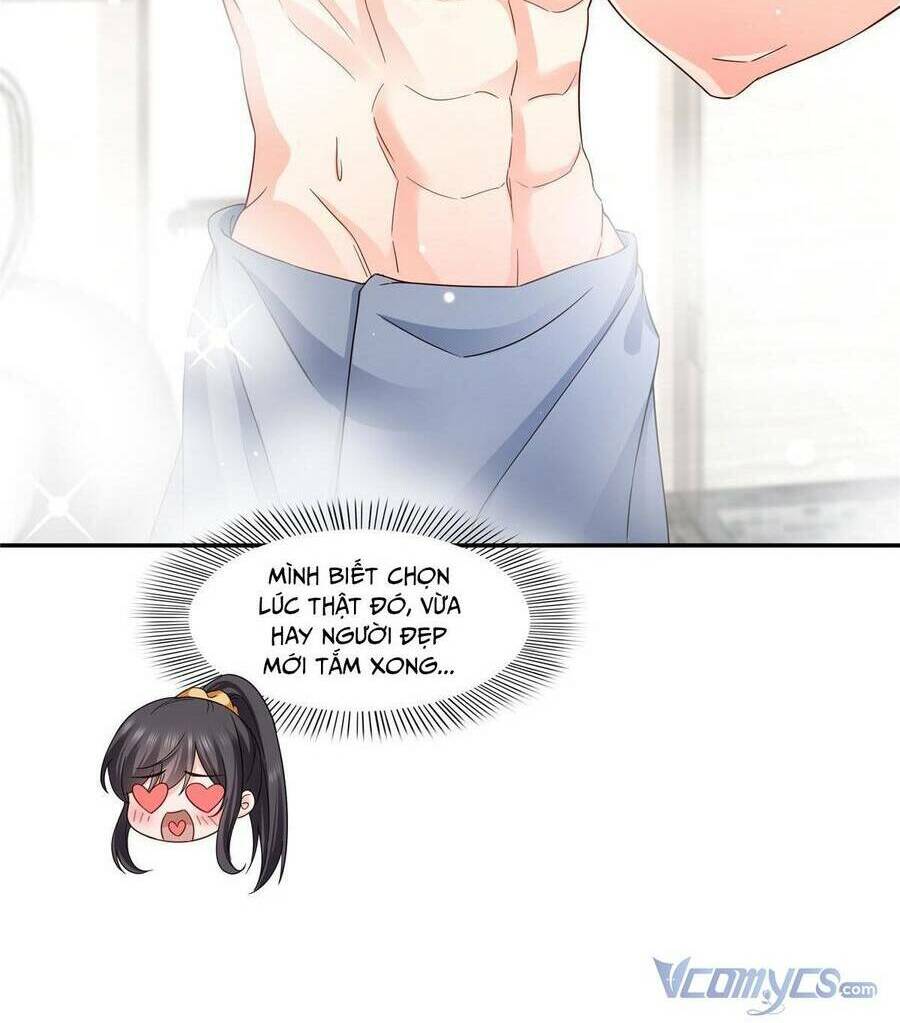 MÌNH BIẾT CHỌN
LÚC THẬT ĐÓ, VỪA
HAY NGƯỜI ĐẸP
MỚI TẮM XONG...
VCOMYCS.com